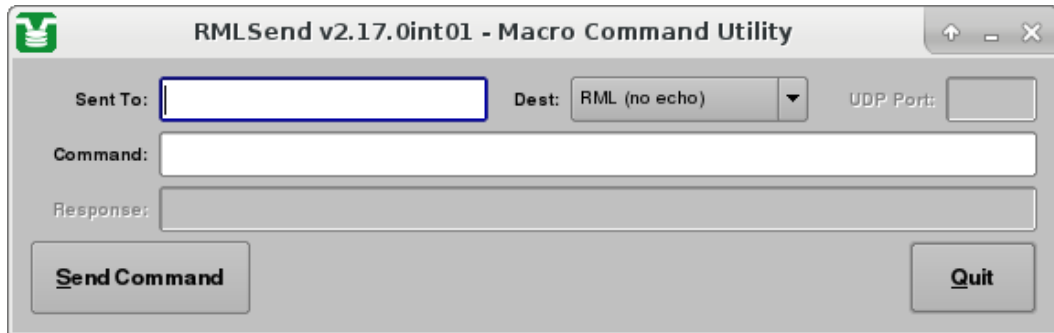 RMLSend v2.17.0int01 - Macro Command Utility
Sent To: Dest: RML (no echo) UDP Port:
Command:
Response:
Send Command Quit